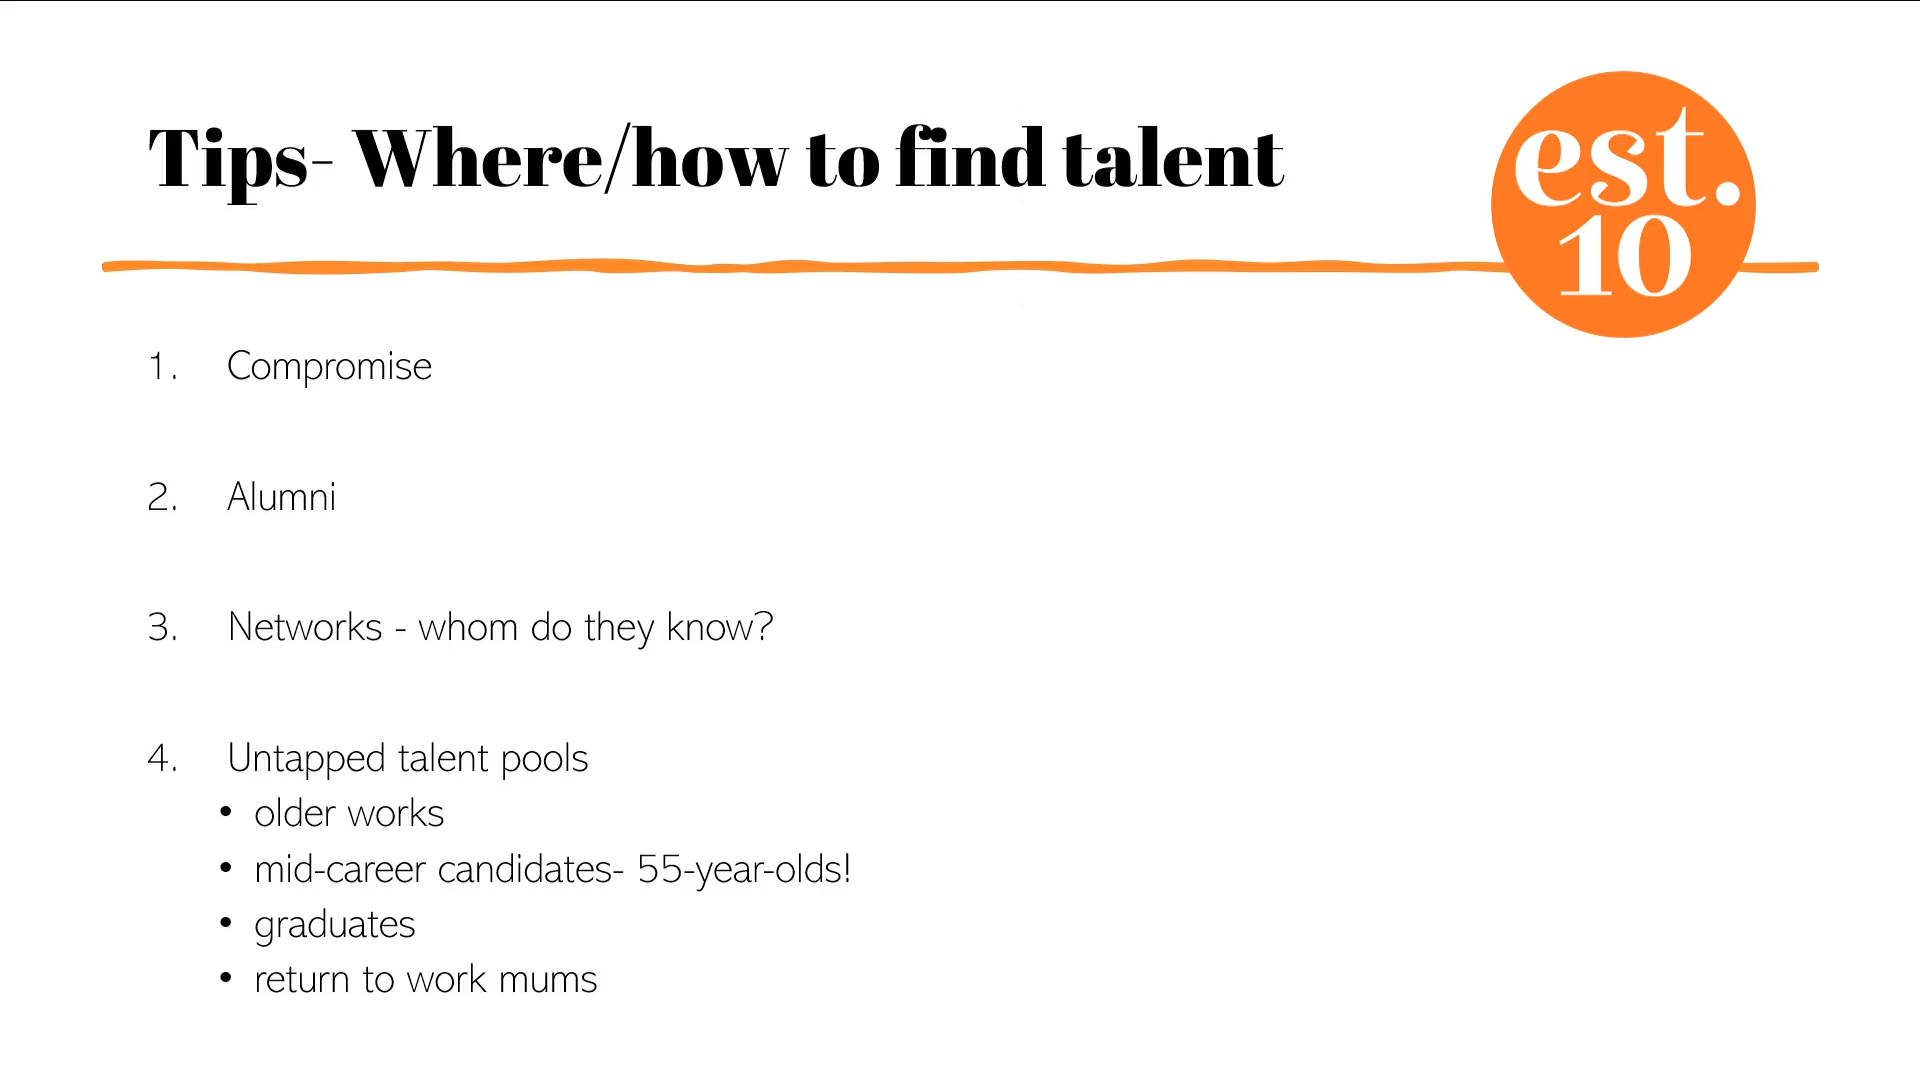 Tips- Where/how to find talent
est.
10
1. Compromise
2. Alumni
3. Networks - whom do they know?
4. Untapped talent pools
• older works
• mid-career candidates- 55-year-olds!
• graduates
• return to work mums